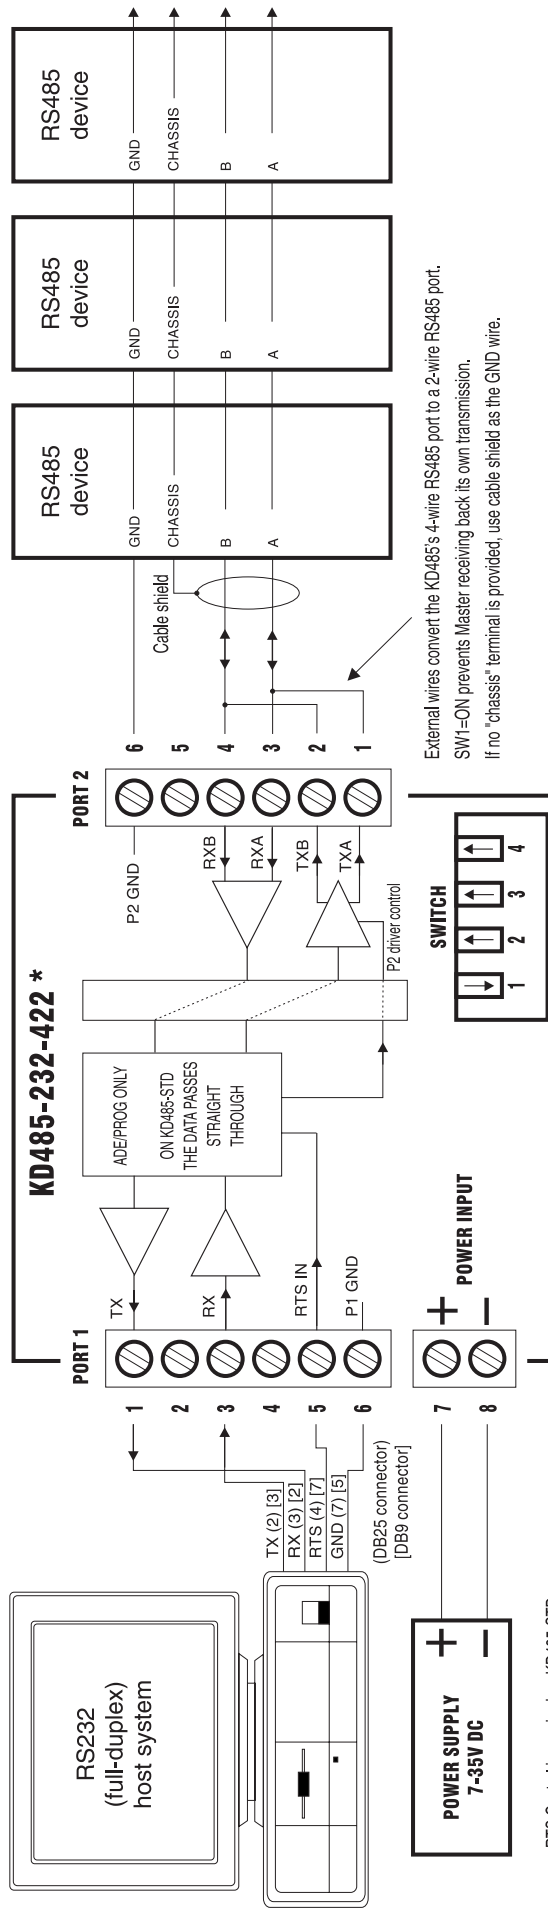 RS232
(full-duplex)
host system
TX (2) [3]
RX (3) [2]
RTS (4) [7]
GND (7) [5]
(DB25 connector)
[DB9 connector]
POWER SUPPLY
7-35V DC
+
–
1
2
3
4
5
6
7
8
PORT 1
TX
RX
RTS IN
P1 GND
+
–
POWER INPUT
KD485-232-422 *
ADE/PROG ONLY
ON KD485-STD
THE DATA PASSES
STRAIGHT
THROUGH
P2 driver control
SWITCH
1
2
3
4
PORT 2
P2 GND
RXB
RXA
TXB
TXA
6
5
4
3
2
1
Cable shield
RS485
device
GND
CHASSIS
B
A
RS485
device
GND
CHASSIS
B
A
RS485
device
GND
CHASSIS
B
A
External wires convert the KD485's 4-wire RS485 port to a 2-wire RS485 port.
SW1=ON prevents Master receiving back its own transmission.
If no "chassis" terminal is provided, use cable shield as the GND wire.